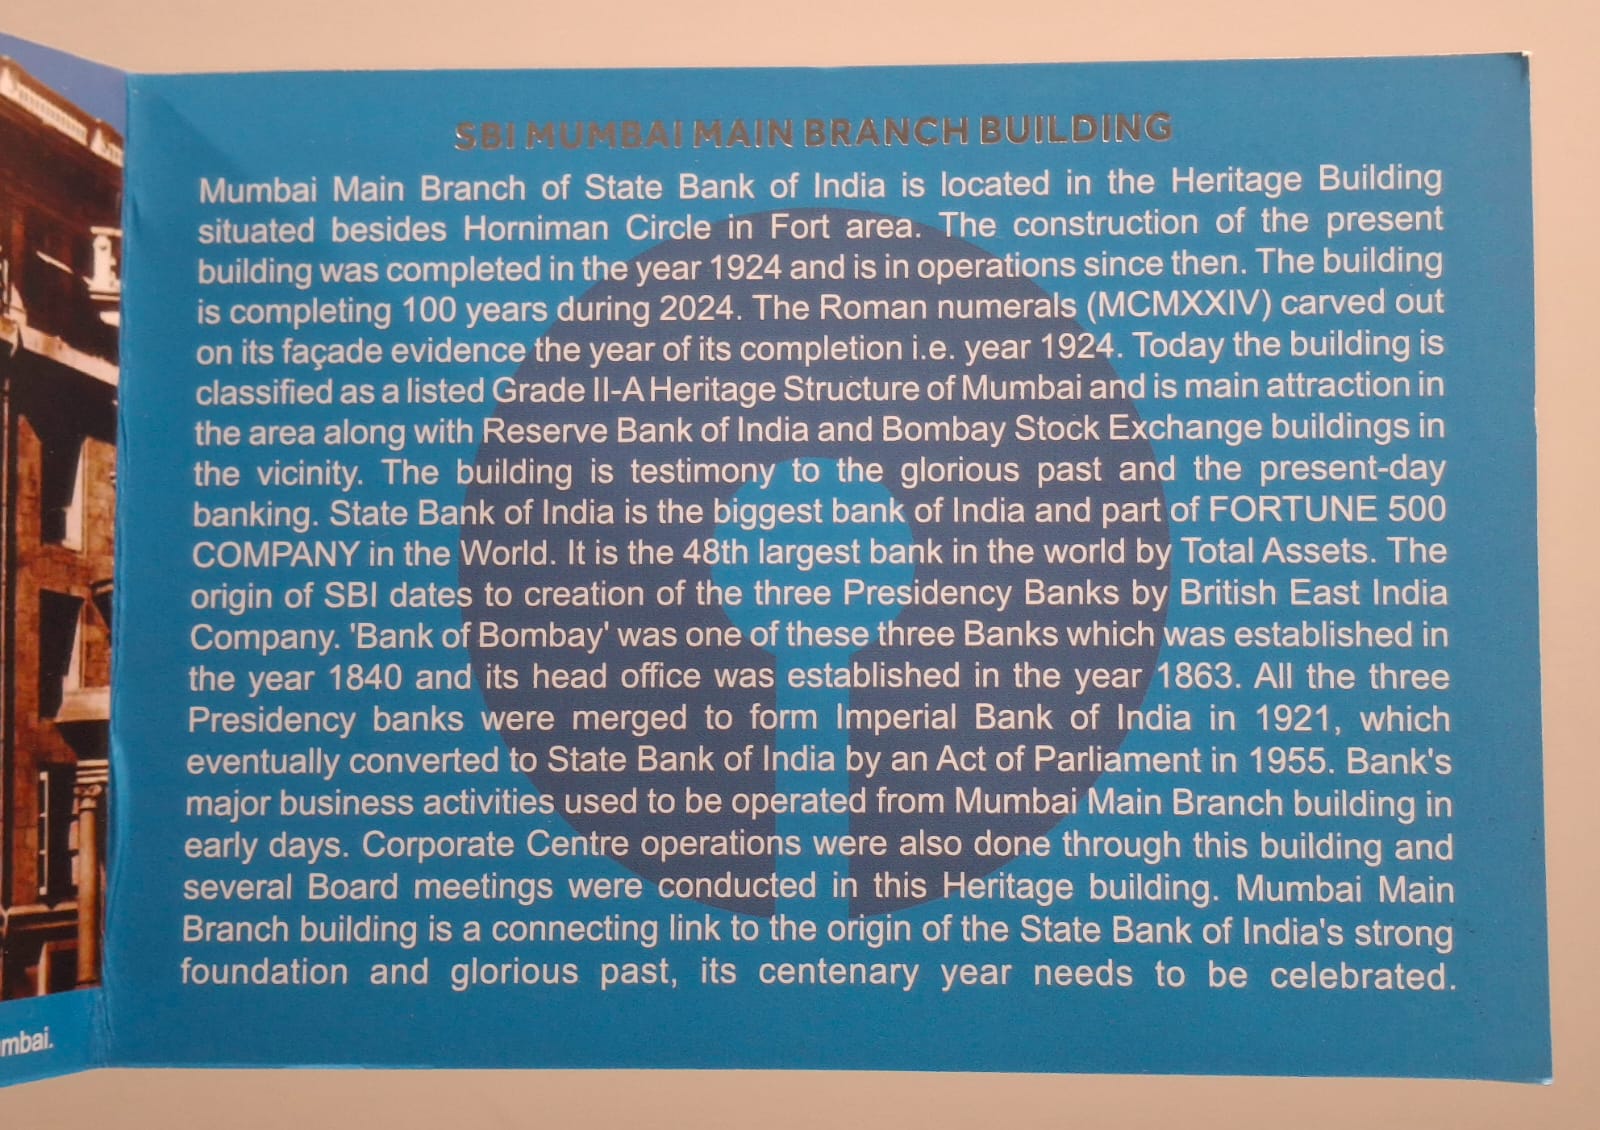 SBI MUMBAI MAIN BRANCH BUILDING
Mumbai Main Branch of State Bank of India is located in the Heritage Building
situated besides Horniman Circle in Fort area. The construction of the present
building was completed in the year 1924 and is in operations since then. The building
is completing 100 years during 2024. The Roman numerals (MCMXXIV) carved out
on its façade evidence the year of its completion i.e. year 1924. Today the building is
classified as a listed Grade II-A Heritage Structure of Mumbai and is main attraction in
the area along with Reserve Bank of India and Bombay Stock Exchange buildings in
the vicinity. The building is testimony to the glorious past and the present-day
banking. State Bank of India is the biggest bank of India and part of FORTUNE 500
COMPANY in the World. It is the 48th largest bank in the world by Total Assets. The
origin of SBI dates to creation of the three Presidency Banks by British East India
Company. 'Bank of Bombay' was one of these three Banks which was established in
the year 1840 and its head office was established in the year 1863. All the three
Presidency banks were merged to form Imperial Bank of India in 1921, which
eventually converted to State Bank of India by an Act of Parliament in 1955. Bank's
major business activities used to be operated from Mumbai Main Branch building in
early days. Corporate Centre operations were also done through this building and
several Board meetings were conducted in this Heritage building. Mumbai Main
Branch building is a connecting link to the origin of the State Bank of India's strong
foundation and glorious past, its centenary year needs to be celebrated.
mbai.